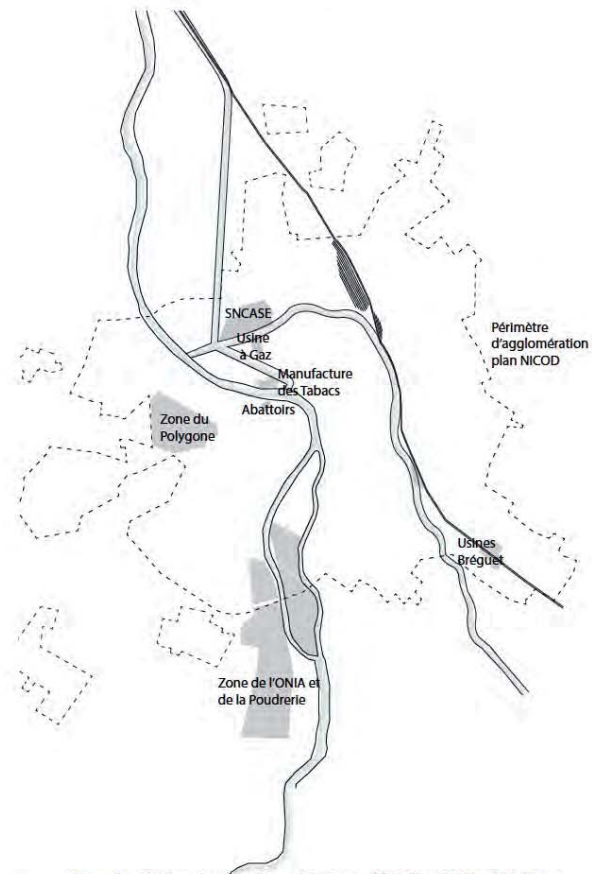 SNCASE
Usine
à Gaz
Périmètre
d'agglomération
plan NICOD
Manufacture
des Tabacs
Abattoirs
Zone du
Polygone
Usines
Bréguet
Zone de l'ONIA et
de la Poudrerie